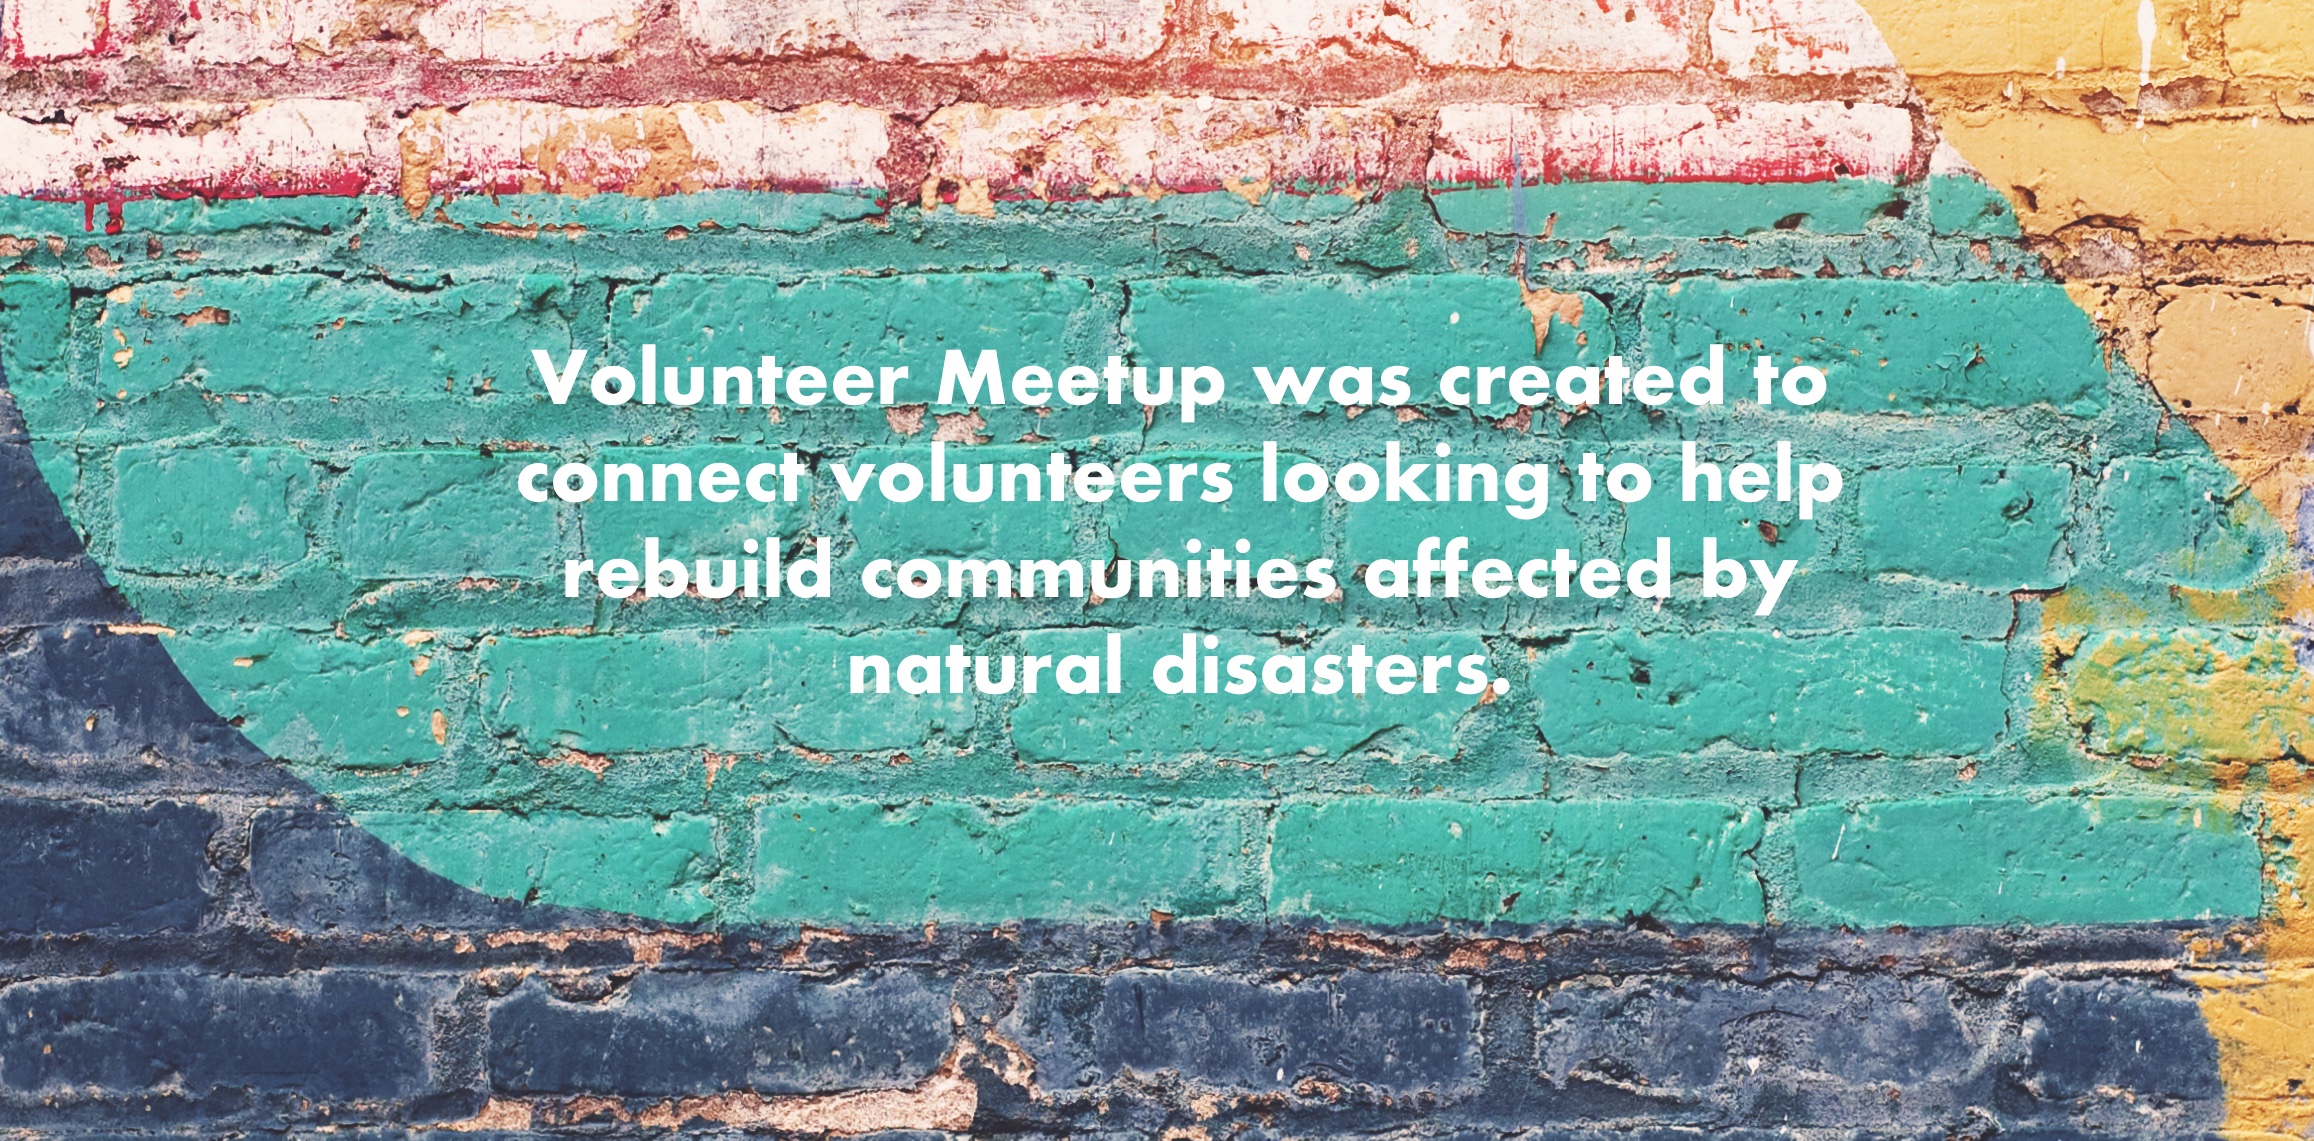 Volunteer Meetup was created to
connect volunteers looking to help
rebuild communities affected by
natural disasters.